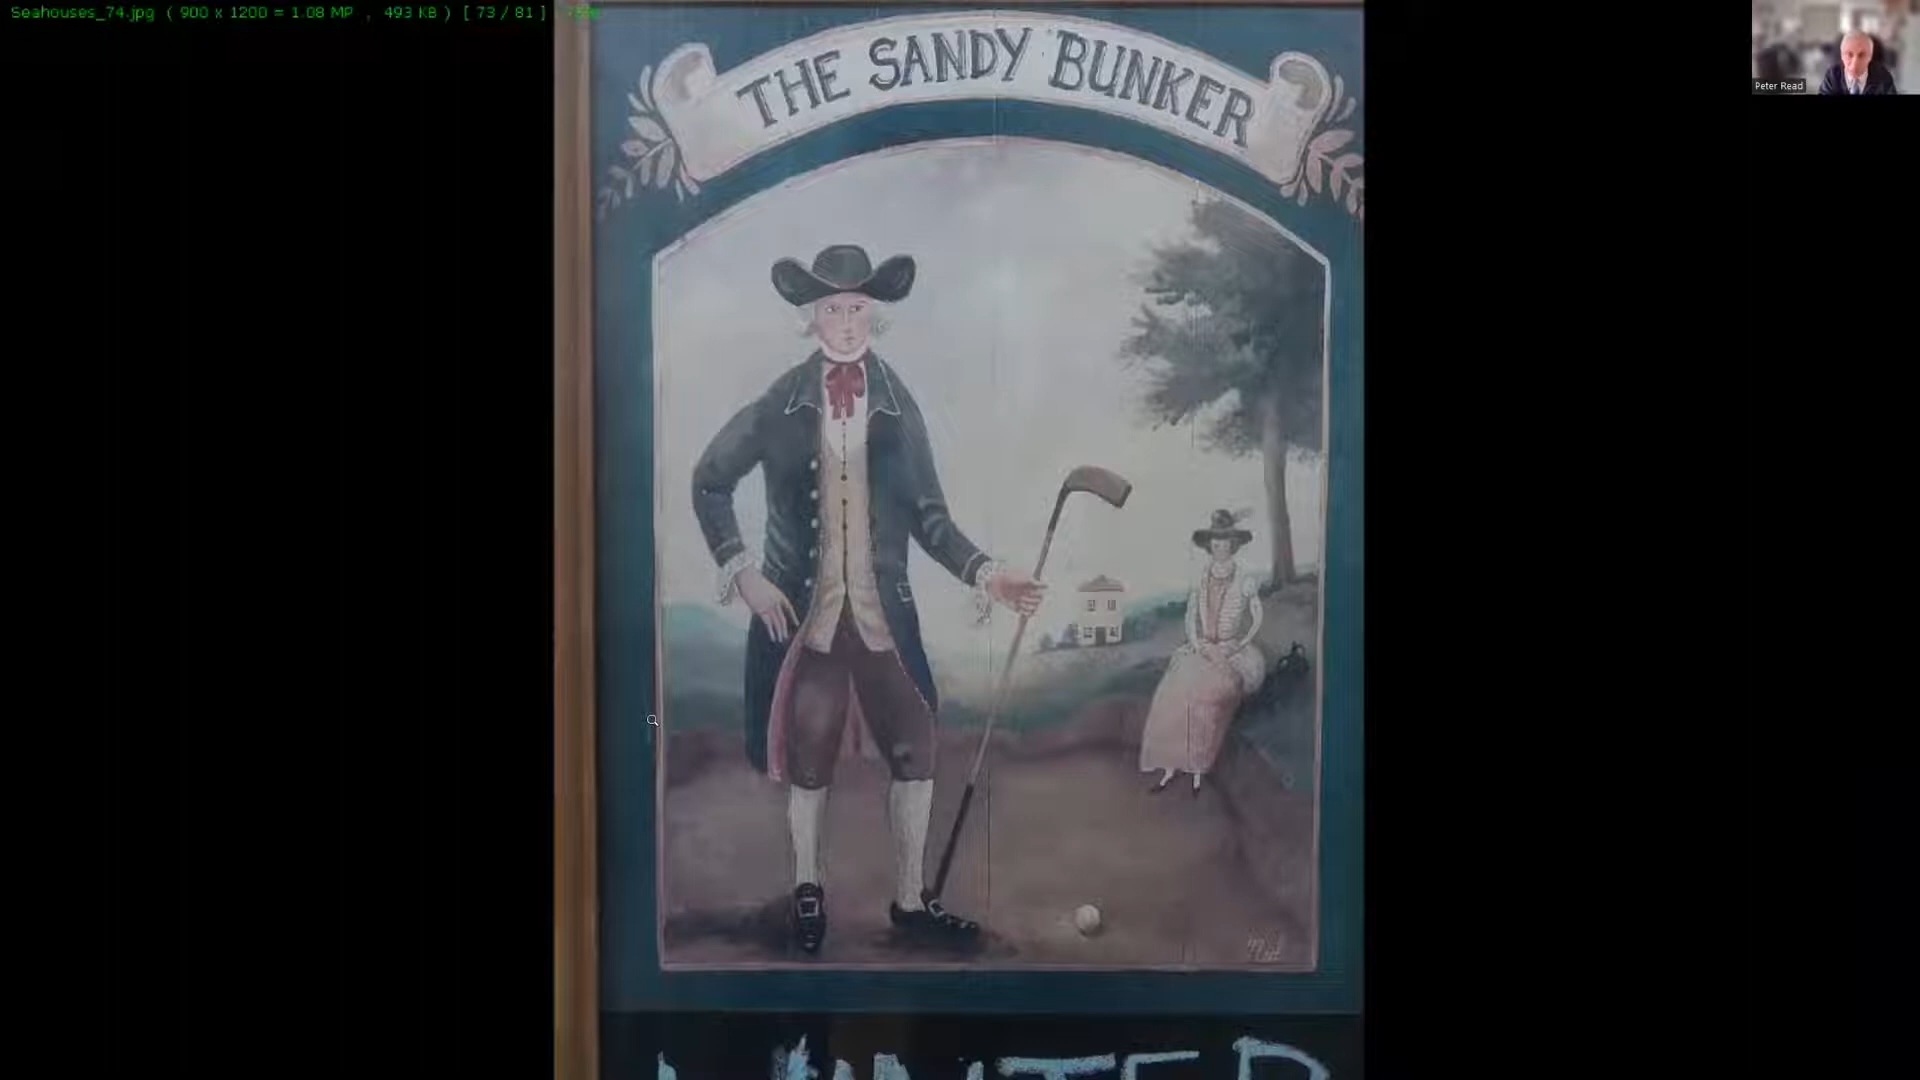 Seahouses_74.jpg ( 900 x 1200 = 1.08 MP , 493 KB ) [ 73 / 81 ]
Peter Read
THE SANDY BUNKER